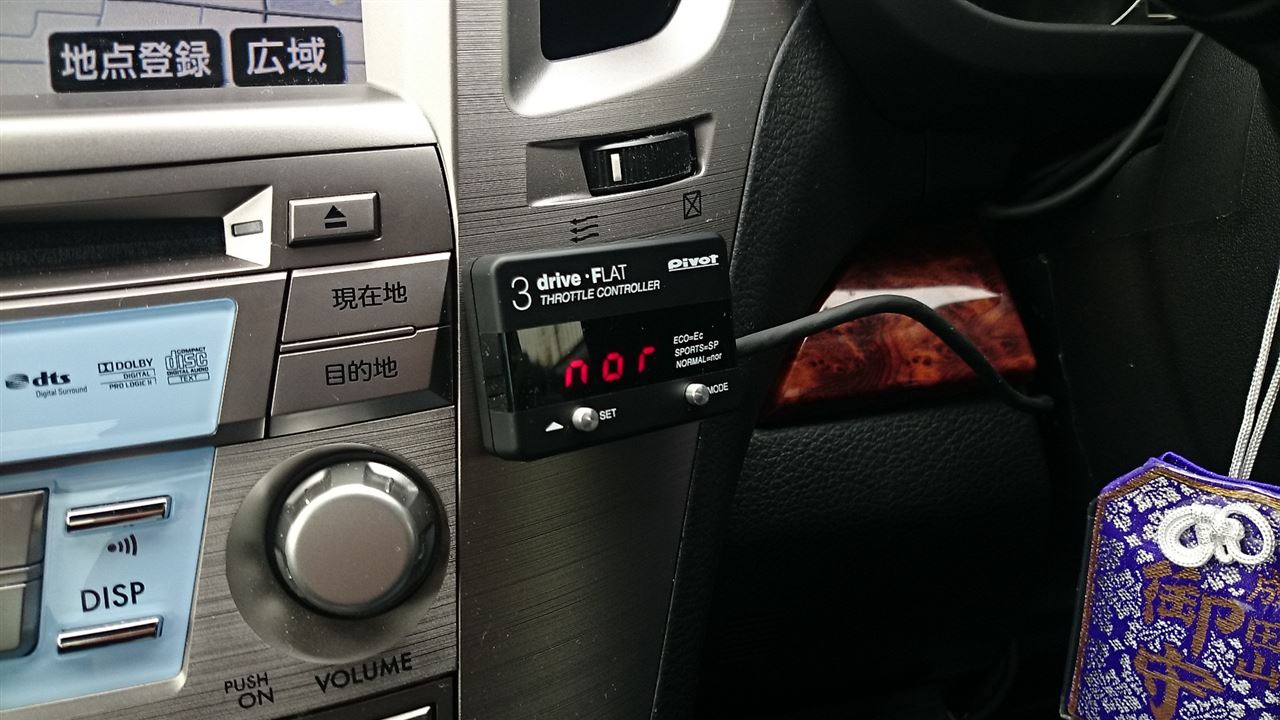 地点登録
広域
現在地
目的地
dts
Digital Surround
DOLBY
DIGITAL
PRO LOGIC II
COMPACT
disc
DIGITAL AUDIO
TEXT
DISP
PUSH
ON
VOLUME
3 drive・FLAT
THROTTLE CONTROLLER
Pivot
nor
ECO=Ec
SPORTS=SP
NORMAL=nor
SET
MODE
御守